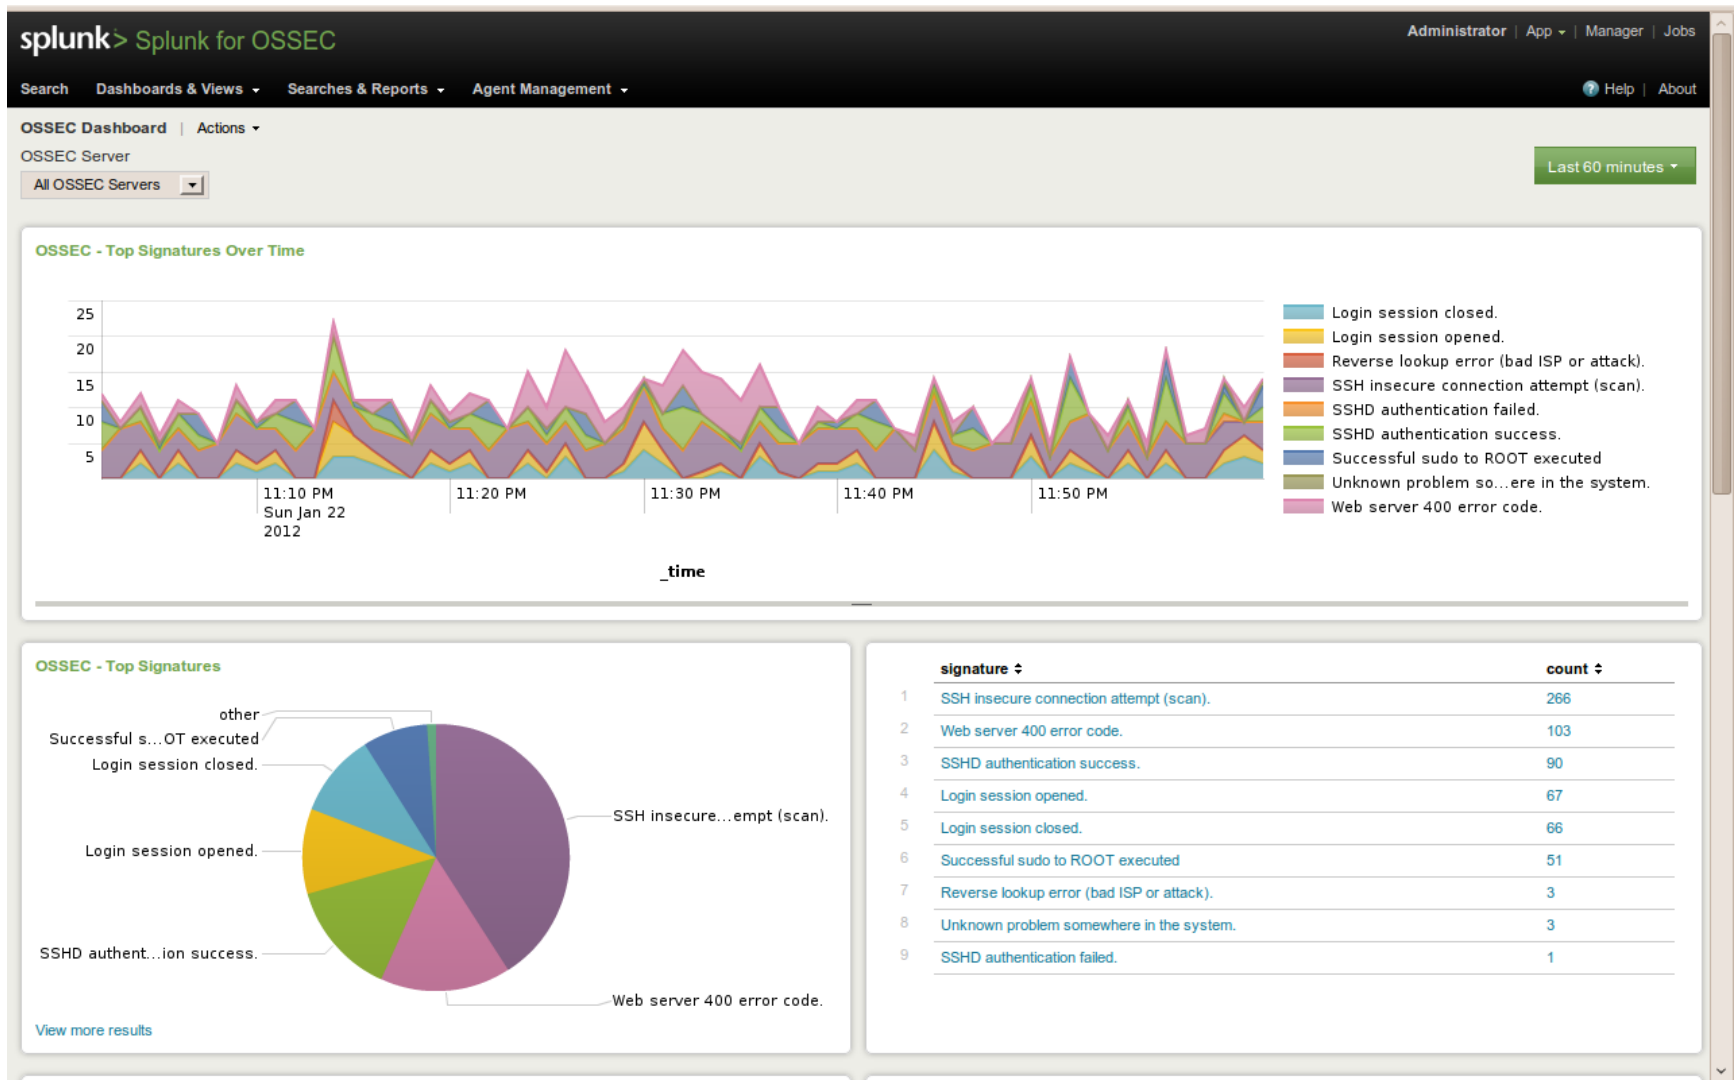 splunk> Splunk for OSSEC
Administrator | App | Manager | Jobs
Search Dashboards & Views Searches & Reports Agent Management
? Help | About
OSSEC Dashboard | Actions
OSSEC Server
All OSSEC Servers
Last 60 minutes
OSSEC - Top Signatures Over Time
25
20
15
10
5
11:10 PM
Sun Jan 22
2012
11:20 PM
11:30 PM
11:40 PM
11:50 PM
_time
Login session closed.
Login session opened.
Reverse lookup error (bad ISP or attack).
SSH insecure connection attempt (scan).
SSHD authentication failed.
SSHD authentication success.
Successful sudo to ROOT executed
Unknown problem so...ere in the system.
Web server 400 error code.
OSSEC - Top Signatures
other
Successful s...OT executed
Login session closed.
Login session opened.
SSHD authent...ion success.
SSH insecure...empt (scan).
Web server 400 error code.
View more results
signature count
1 SSH insecure connection attempt (scan). 266
2 Web server 400 error code. 103
3 SSHD authentication success. 90
4 Login session opened. 67
5 Login session closed. 66
6 Successful sudo to ROOT executed 51
7 Reverse lookup error (bad ISP or attack). 3
8 Unknown problem somewhere in the system. 3
9 SSHD authentication failed. 1